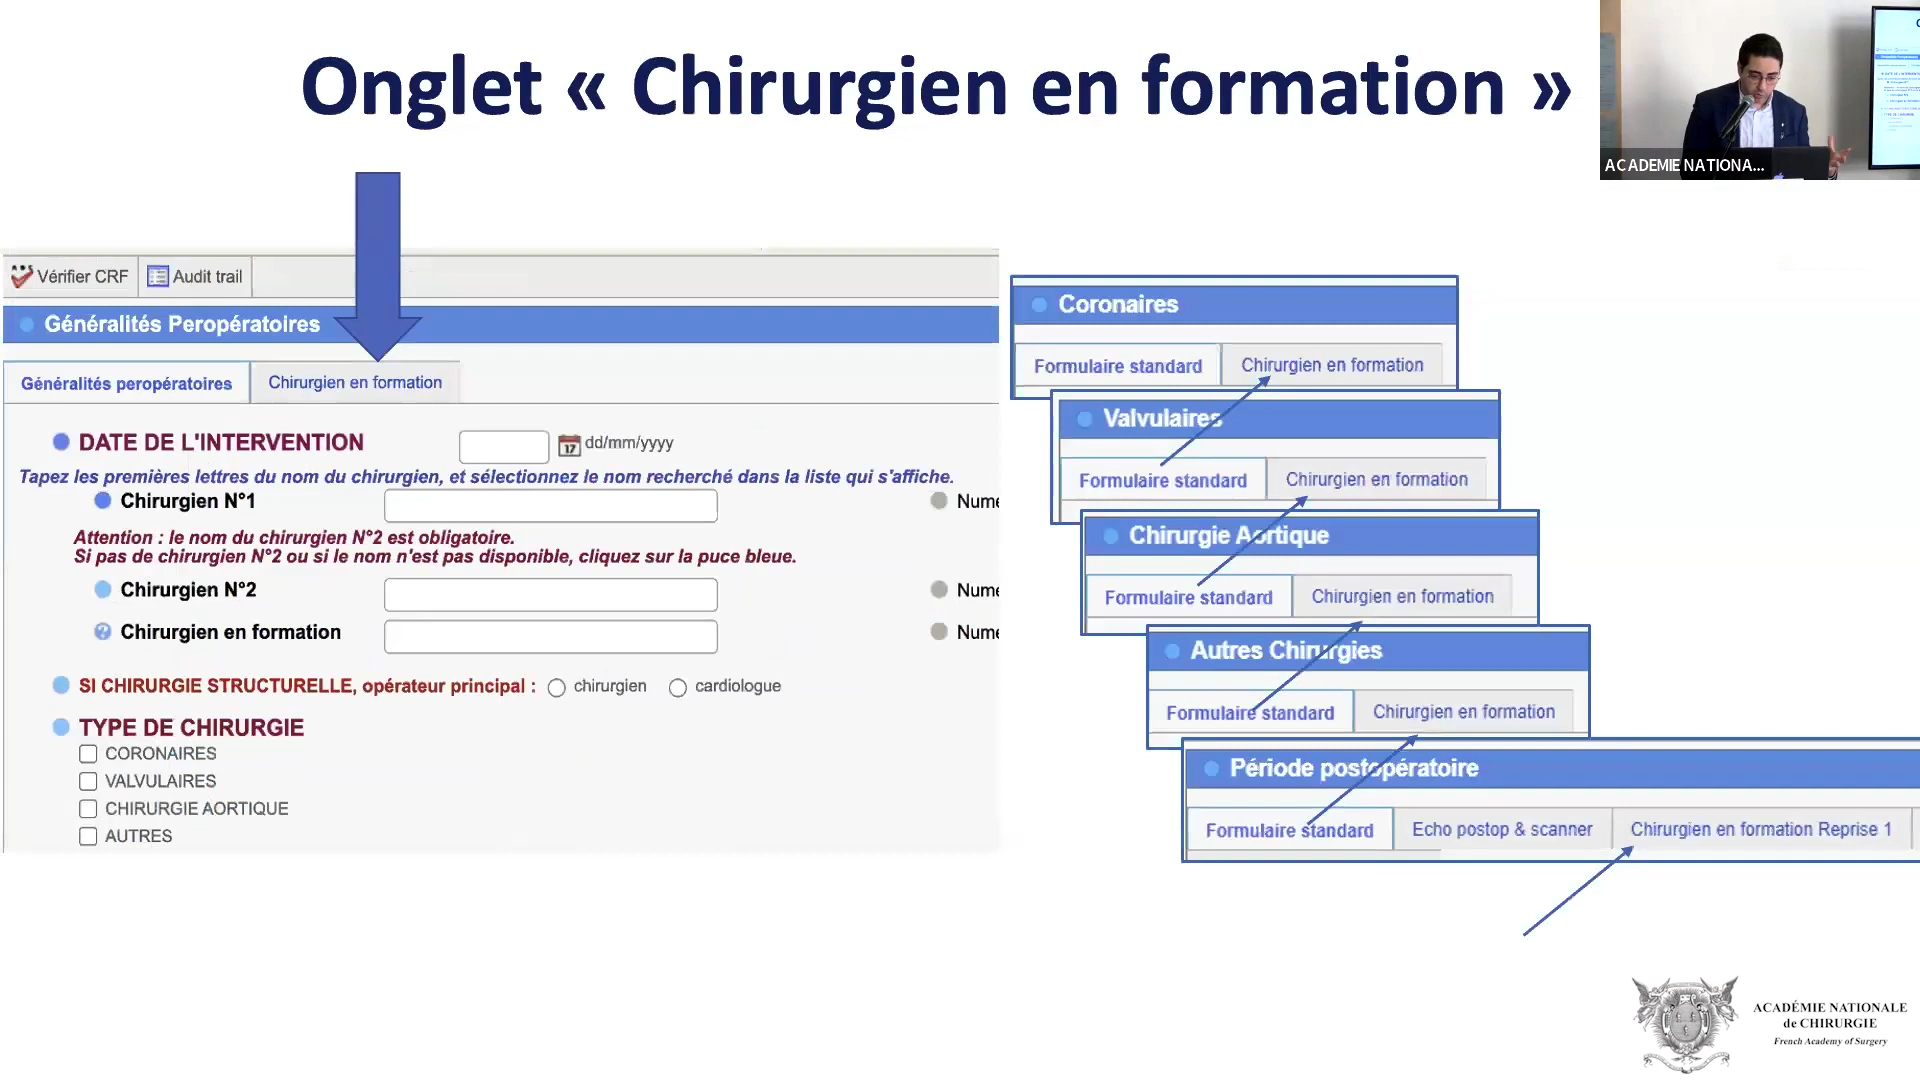 Onglet « Chirurgien en formation »
ACADEMIE NATIONA...
Vérifier CRF
Audit trail
Généralités Peropératoires
Généralités peropératoires
Chirurgien en formation
DATE DE L'INTERVENTION
17
dd/mm/yyyy
Tapez les premières lettres du nom du chirurgien, et sélectionnez le nom recherché dans la liste qui s'affiche.
Chirurgien N°1
Nume
Attention : le nom du chirurgien N°2 est obligatoire.
Si pas de chirurgien N°2 ou si le nom n'est pas disponible, cliquez sur la puce bleue.
Chirurgien N°2
Nume
Chirurgien en formation
Nume
SI CHIRURGIE STRUCTURELLE, opérateur principal :
chirurgien
cardiologue
TYPE DE CHIRURGIE
CORONAIRES
VALVULAIRES
CHIRURGIE AORTIQUE
AUTRES
Coronaires
Formulaire standard
Chirurgien en formation
Valvulaires
Formulaire standard
Chirurgien en formation
Chirurgie Aortique
Formulaire standard
Chirurgien en formation
Autres Chirurgies
Formulaire standard
Chirurgien en formation
Période postopératoire
Formulaire standard
Echo postop & scanner
Chirurgien en formation Reprise 1
ACADÉMIE NATIONALE
de CHIRURGIE
French Academy of Surgery